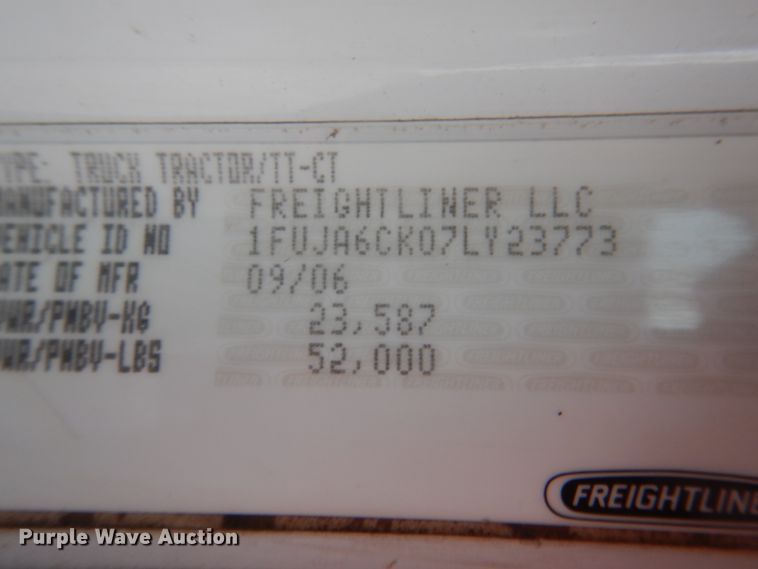 TYPE: TRUCK TRACTOR/TT-CT
MANUFACTURED BY FREIGHTLINER LLC
VEHICLE ID NO 1FUJA6CK07LY23773
DATE OF MFR 09/06
GVWR/PNBV-KG 23,587
GVWR/PNBV-LBS 52,000
FREIGHTLINER
Purple Wave Auction